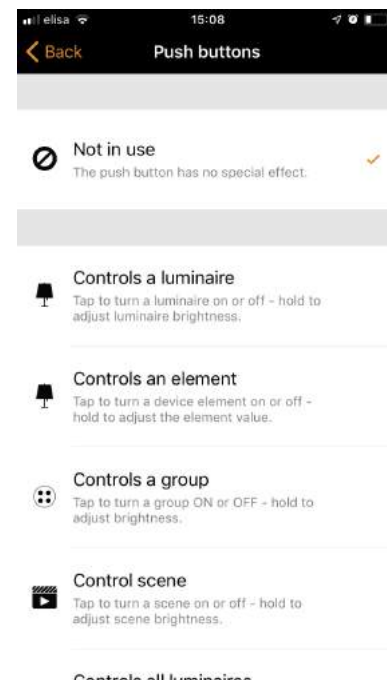 elisa 15:08
Back Push buttons
Not in use
The push button has no special effect.
Controls a luminaire
Tap to turn a luminaire on or off - hold to
adjust luminaire brightness.
Controls an element
Tap to turn a device element on or off -
hold to adjust the element value.
Controls a group
Tap to turn a group ON or OFF - hold to
adjust brightness.
Control scene
Tap to turn a scene on or off - hold to
adjust scene brightness.
Controls all luminaires